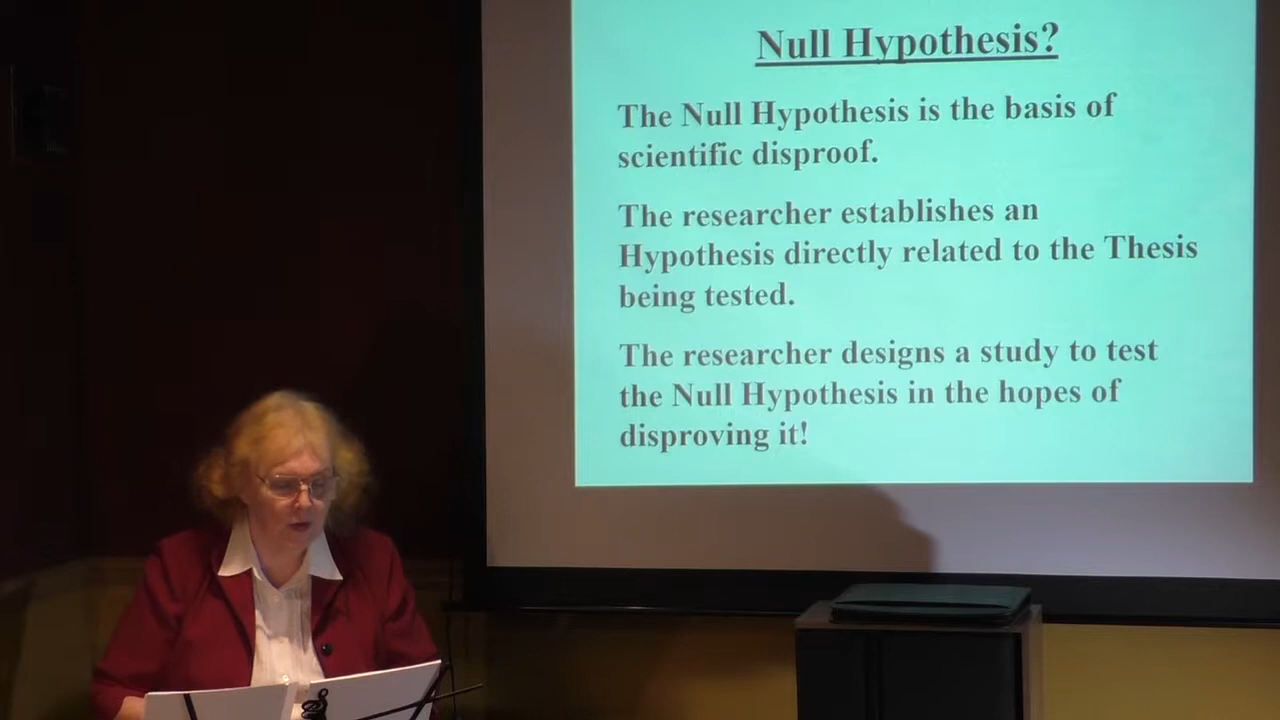 Null Hypothesis?
The Null Hypothesis is the basis of
scientific disproof.
The researcher establishes an
Hypothesis directly related to the Thesis
being tested.
The researcher designs a study to test
the Null Hypothesis in the hopes of
disproving it!